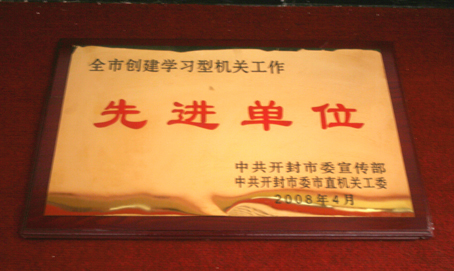 全市创建学习型机关工作
先进单位
中共开封市委宣传部
中共开封市委市直机关工委
2008年4月